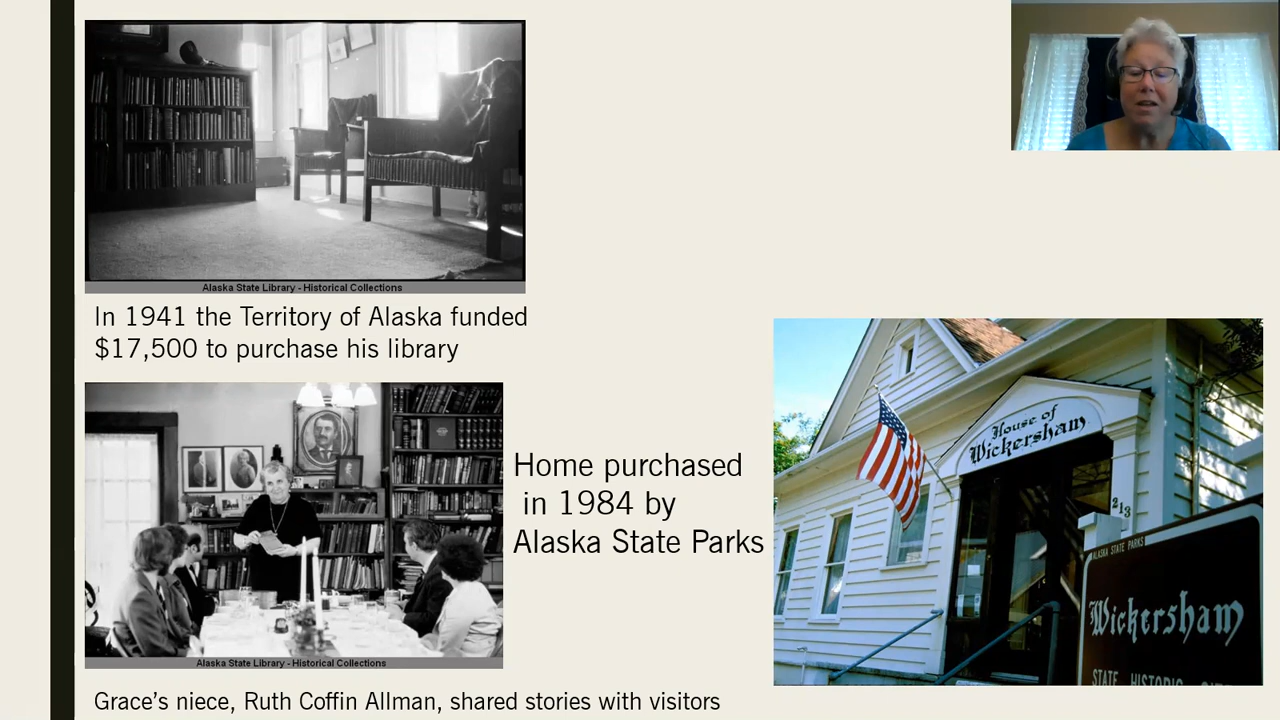 Alaska State Library - Historical Collections
In 1941 the Territory of Alaska funded
$17,500 to purchase his library
Home purchased
in 1984 by
Alaska State Parks
Alaska State Library - Historical Collections
Grace's niece, Ruth Coffin Allman, shared stories with visitors
House of
Wickersham
213
ALASKA STATE PARKS
Wickersham
STATE HISTORIC